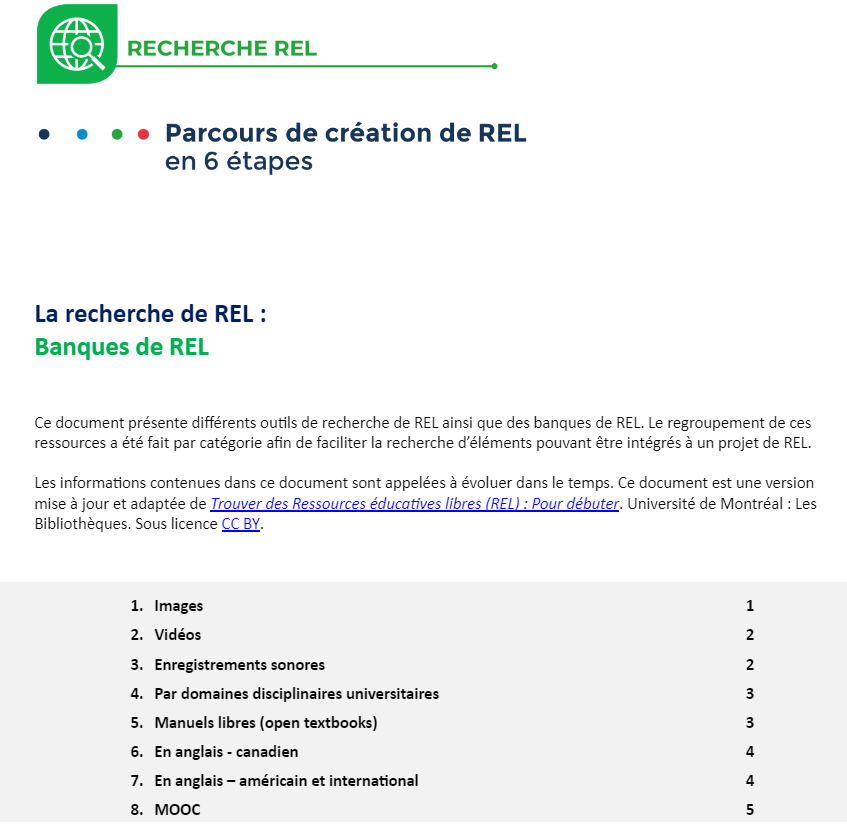 RECHERCHE REL
Parcours de création de REL
en 6 étapes
La recherche de REL :
Banques de REL
Ce document présente différents outils de recherche de REL ainsi que des banques de REL. Le regroupement de ces
ressources a été fait par catégorie afin de faciliter la recherche d’éléments pouvant être intégrés à un projet de REL.
Les informations contenues dans ce document sont appelées à évoluer dans le temps. Ce document est une version
mise à jour et adaptée de Trouver des Ressources éducatives libres (REL) : Pour débuter. Université de Montréal : Les
Bibliothèques. Sous licence CC BY.
1. Images 1
2. Vidéos 2
3. Enregistrements sonores 2
4. Par domaines disciplinaires universitaires 3
5. Manuels libres (open textbooks) 3
6. En anglais - canadien 4
7. En anglais – américain et international 4
8. MOOC 5